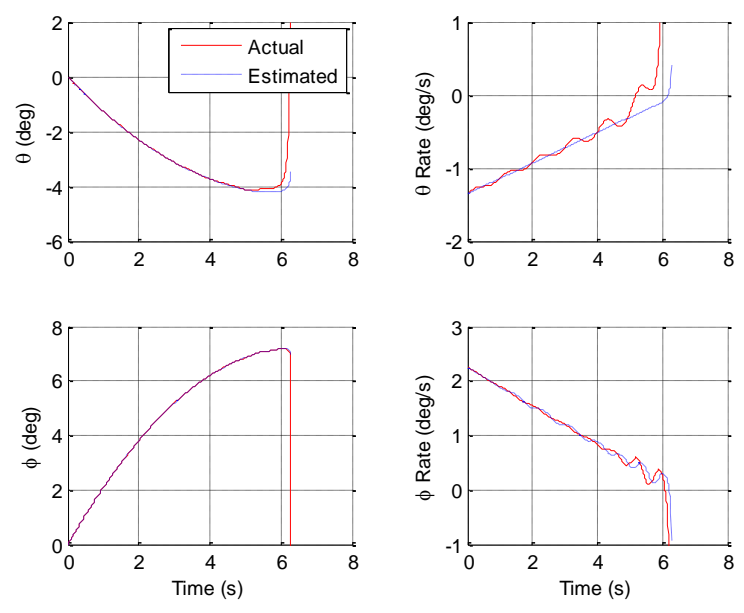 0
-2
-4
-6
0 2 4 6 8
θ (deg)
Actual
Estimated
1
0
-1
-2
0 2 4 6 8
θ Rate (deg/s)
8
6
4
2
0
0 2 4 6 8
ϕ (deg)
Time (s)
3
2
1
0
-1
0 2 4 6 8
ϕ Rate (deg/s)
Time (s)